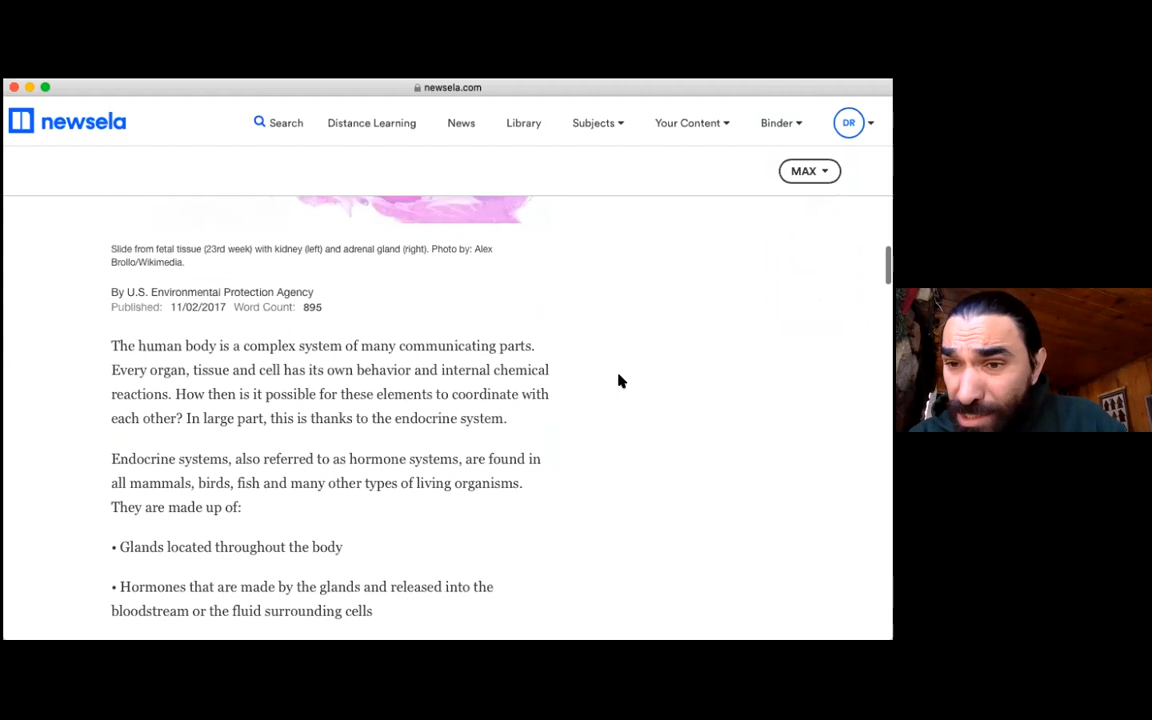 newsela.com
newsela
Search
Distance Learning
News
Library
Subjects
Your Content
Binder
DR
MAX
Slide from fetal tissue (23rd week) with kidney (left) and adrenal gland (right). Photo by: Alex
Brollo/Wikimedia.
By U.S. Environmental Protection Agency
Published: 11/02/2017 Word Count: 895
The human body is a complex system of many communicating parts.
Every organ, tissue and cell has its own behavior and internal chemical
reactions. How then is it possible for these elements to coordinate with
each other? In large part, this is thanks to the endocrine system.
Endocrine systems, also referred to as hormone systems, are found in
all mammals, birds, fish and many other types of living organisms.
They are made up of:
• Glands located throughout the body
• Hormones that are made by the glands and released into the
bloodstream or the fluid surrounding cells